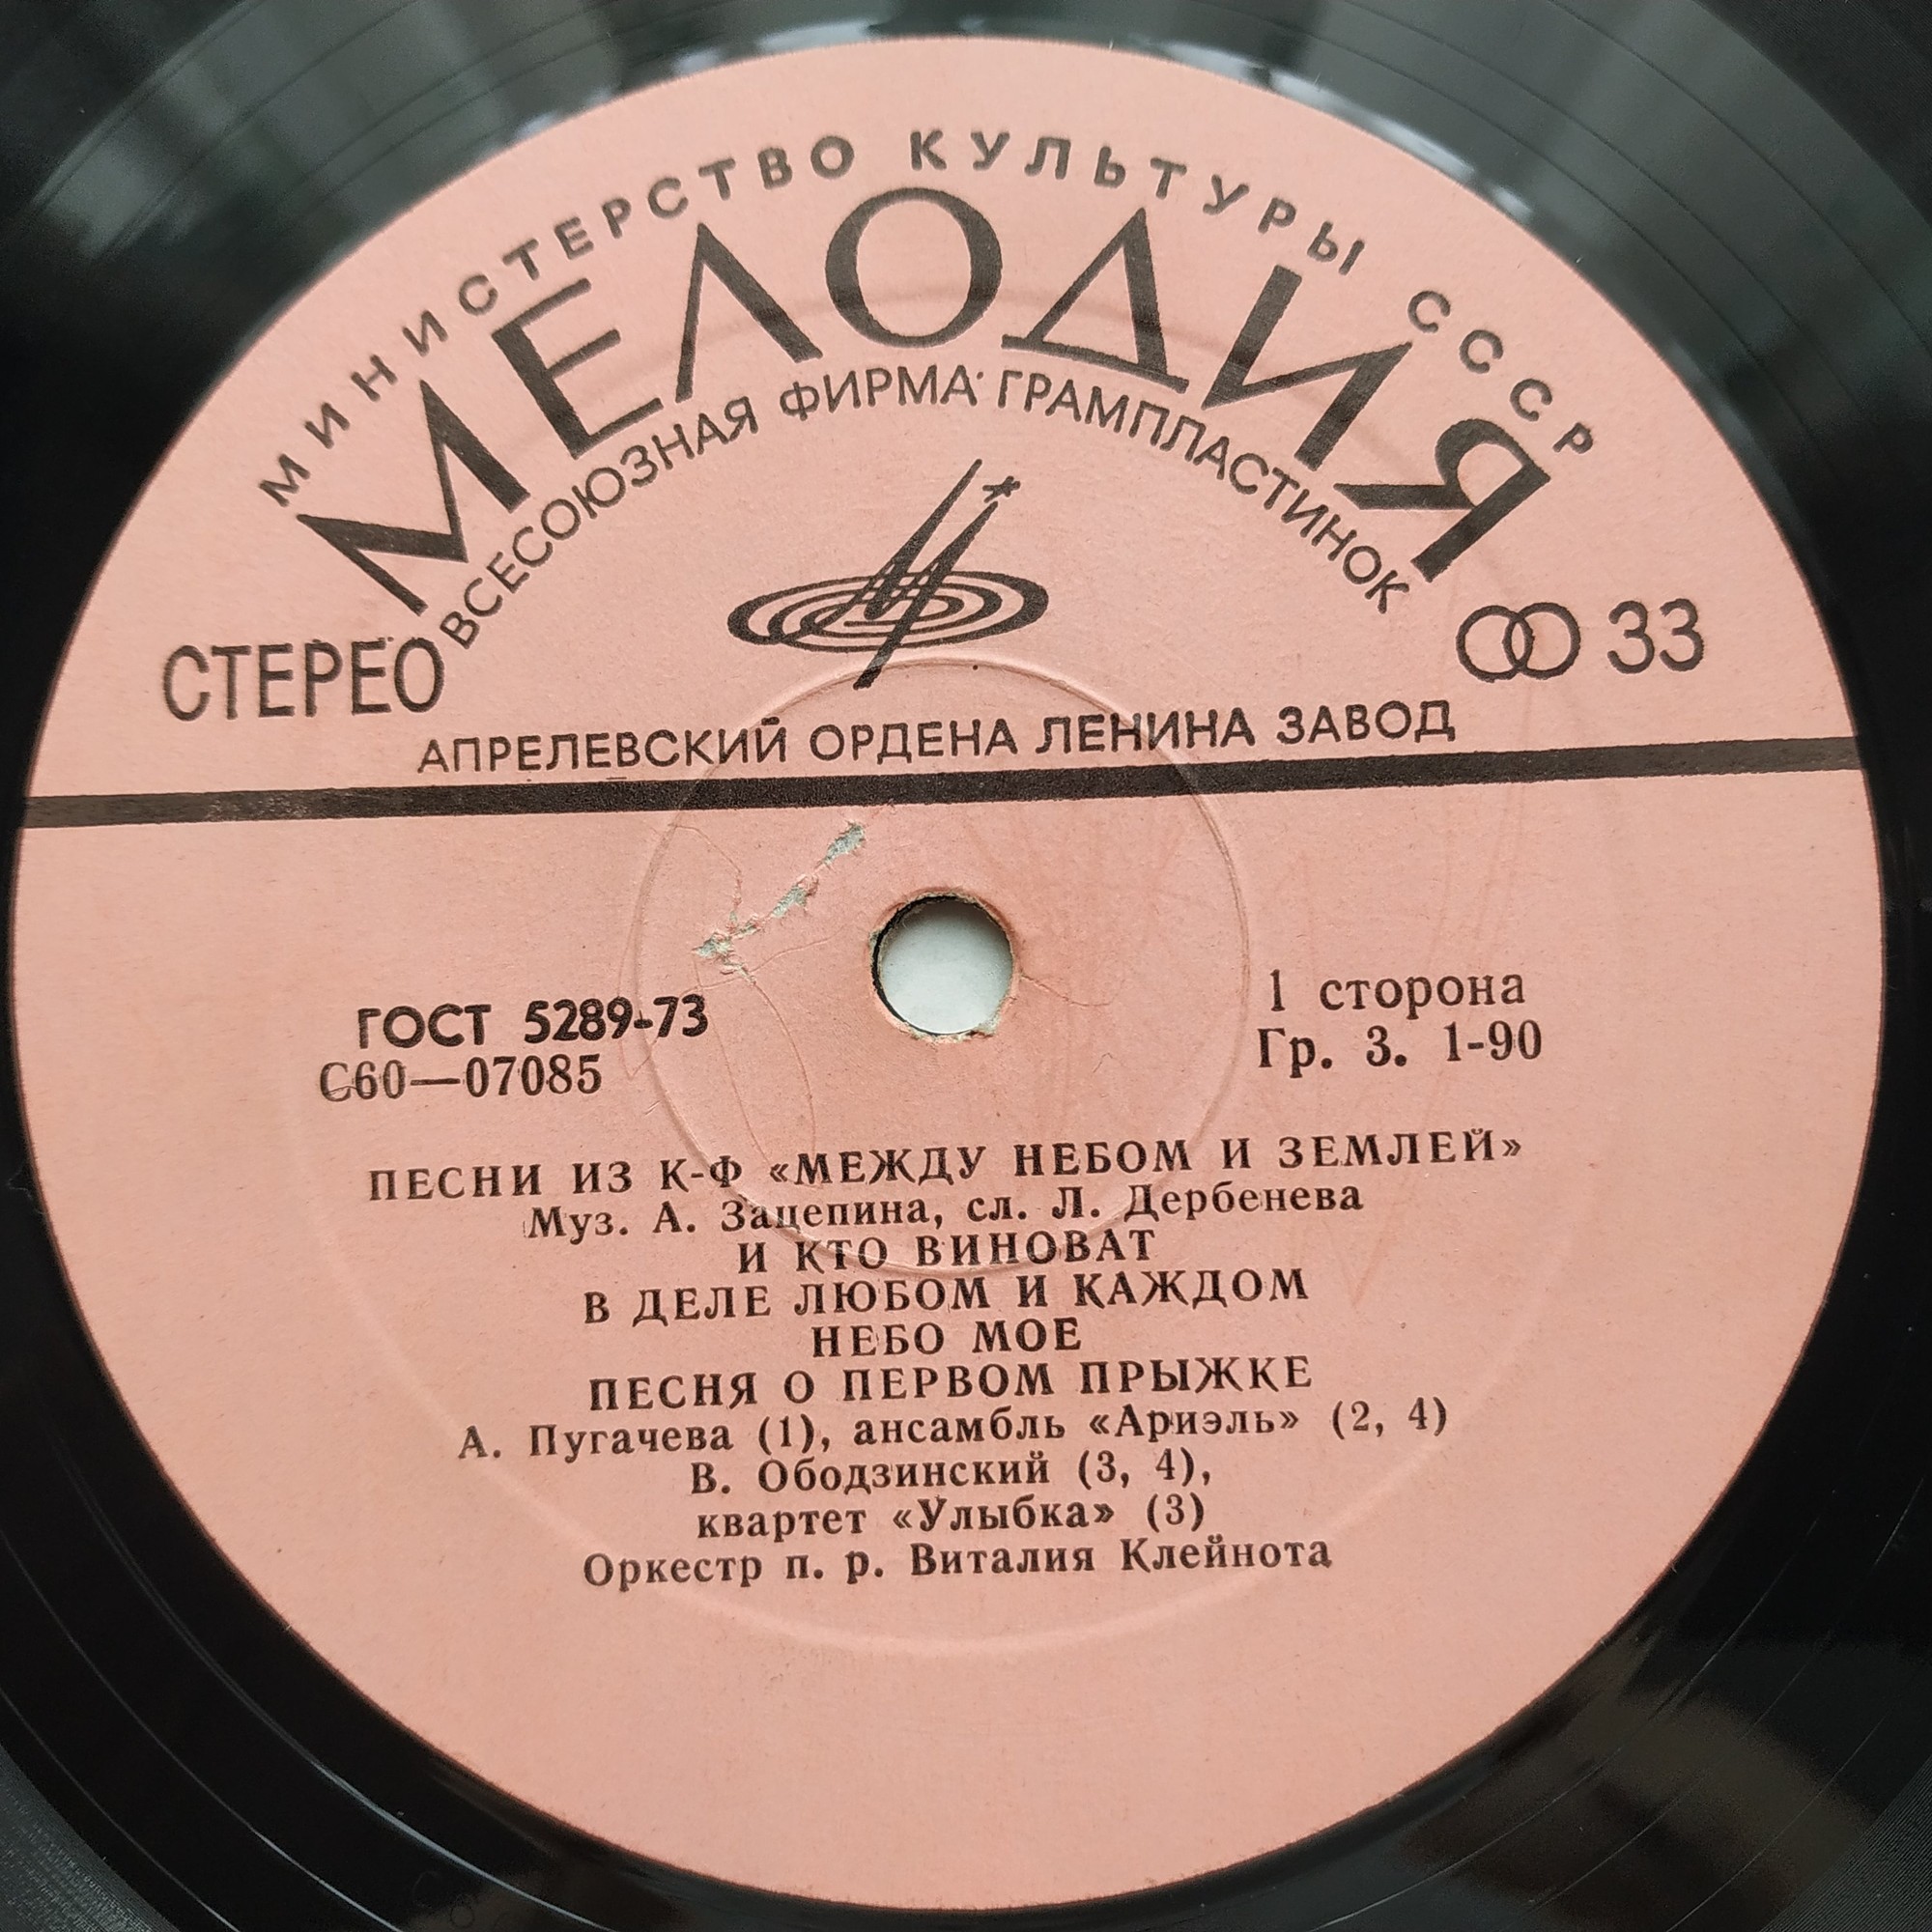 МИНИСТЕРСТВО КУЛЬТУРЫ СССР
МЕЛОДИЯ
ВСЕСОЮЗНАЯ ФИРМА ГРАМПЛАСТИНОК
СТЕРЕО
33
АПРЕЛЕВСКИЙ ОРДЕНА ЛЕНИНА ЗАВОД
ГОСТ 5289-73
С60—07085
1 сторона
Гр. 3. 1-90
ПЕСНИ ИЗ К-Ф «МЕЖДУ НЕБОМ И ЗЕМЛЕЙ»
Муз. А. Зацепина, сл. Л. Дербенева
И КТО ВИНОВАТ
В ДЕЛЕ ЛЮБОМ И КАЖДОМ
НЕБО МОЕ
ПЕСНЯ О ПЕРВОМ ПРЫЖКЕ
А. Пугачева (1), ансамбль «Ариэль» (2, 4)
В. Ободзинский (3, 4),
квартет «Улыбка» (3)
Оркестр п. р. Виталия Клейнота